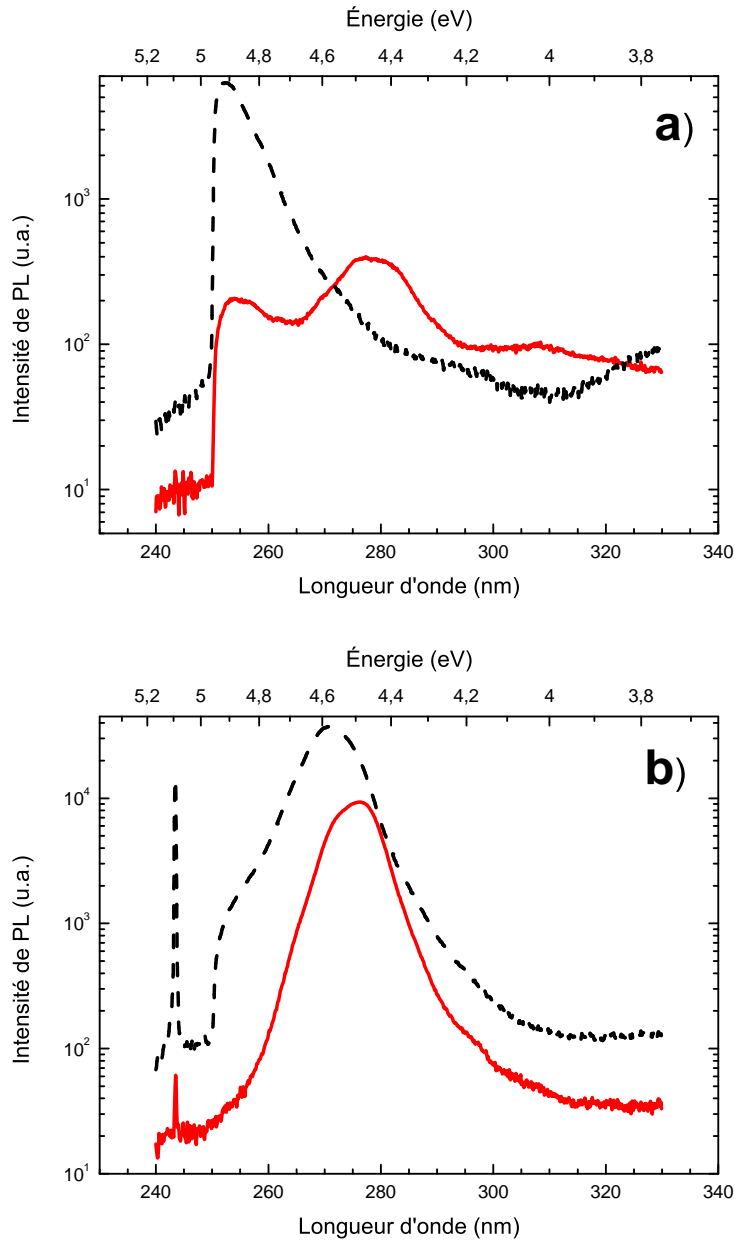 Énergie (eV)
5,2 5 4,8 4,6 4,4 4,2 4 3,8
a)
Intensité de PL (u.a.)
10³
10²
10¹
240 260 280 300 320 340
Longueur d'onde (nm)
Énergie (eV)
5,2 5 4,8 4,6 4,4 4,2 4 3,8
b)
Intensité de PL (u.a.)
10⁴
10³
10²
10¹
240 260 280 300 320 340
Longueur d'onde (nm)